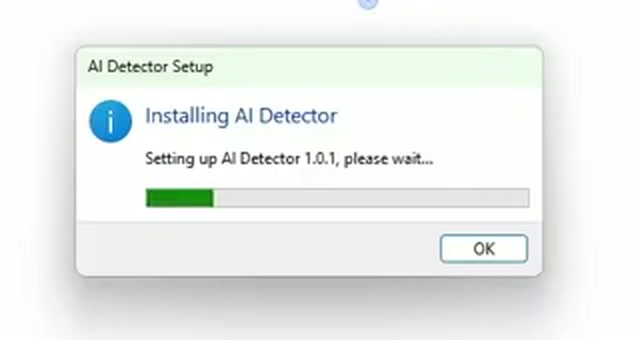 AI Detector Setup
Installing AI Detector
Setting up AI Detector 1.0.1, please wait...
OK